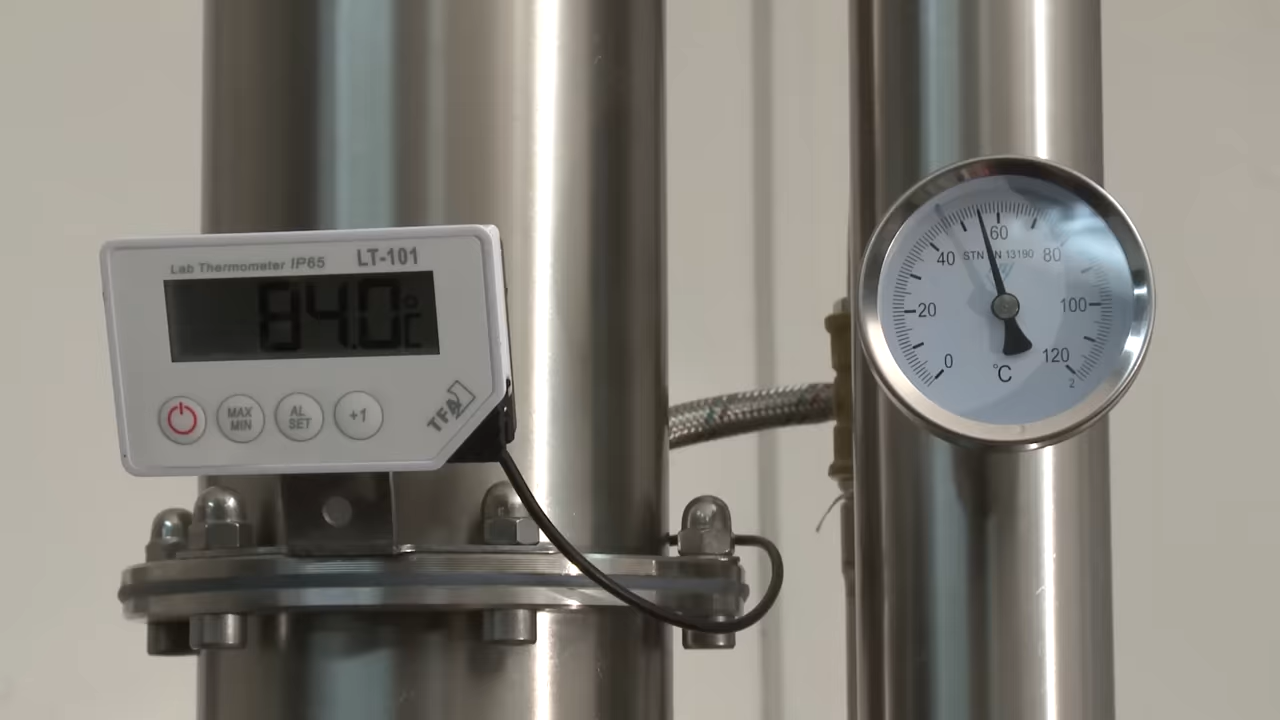 Lab Thermometer IP65 LT-101
84.0°C
MAX MIN
AL SET
+1
TFA
0
20
40
60
80
100
120
STN EN 13190
°C
2